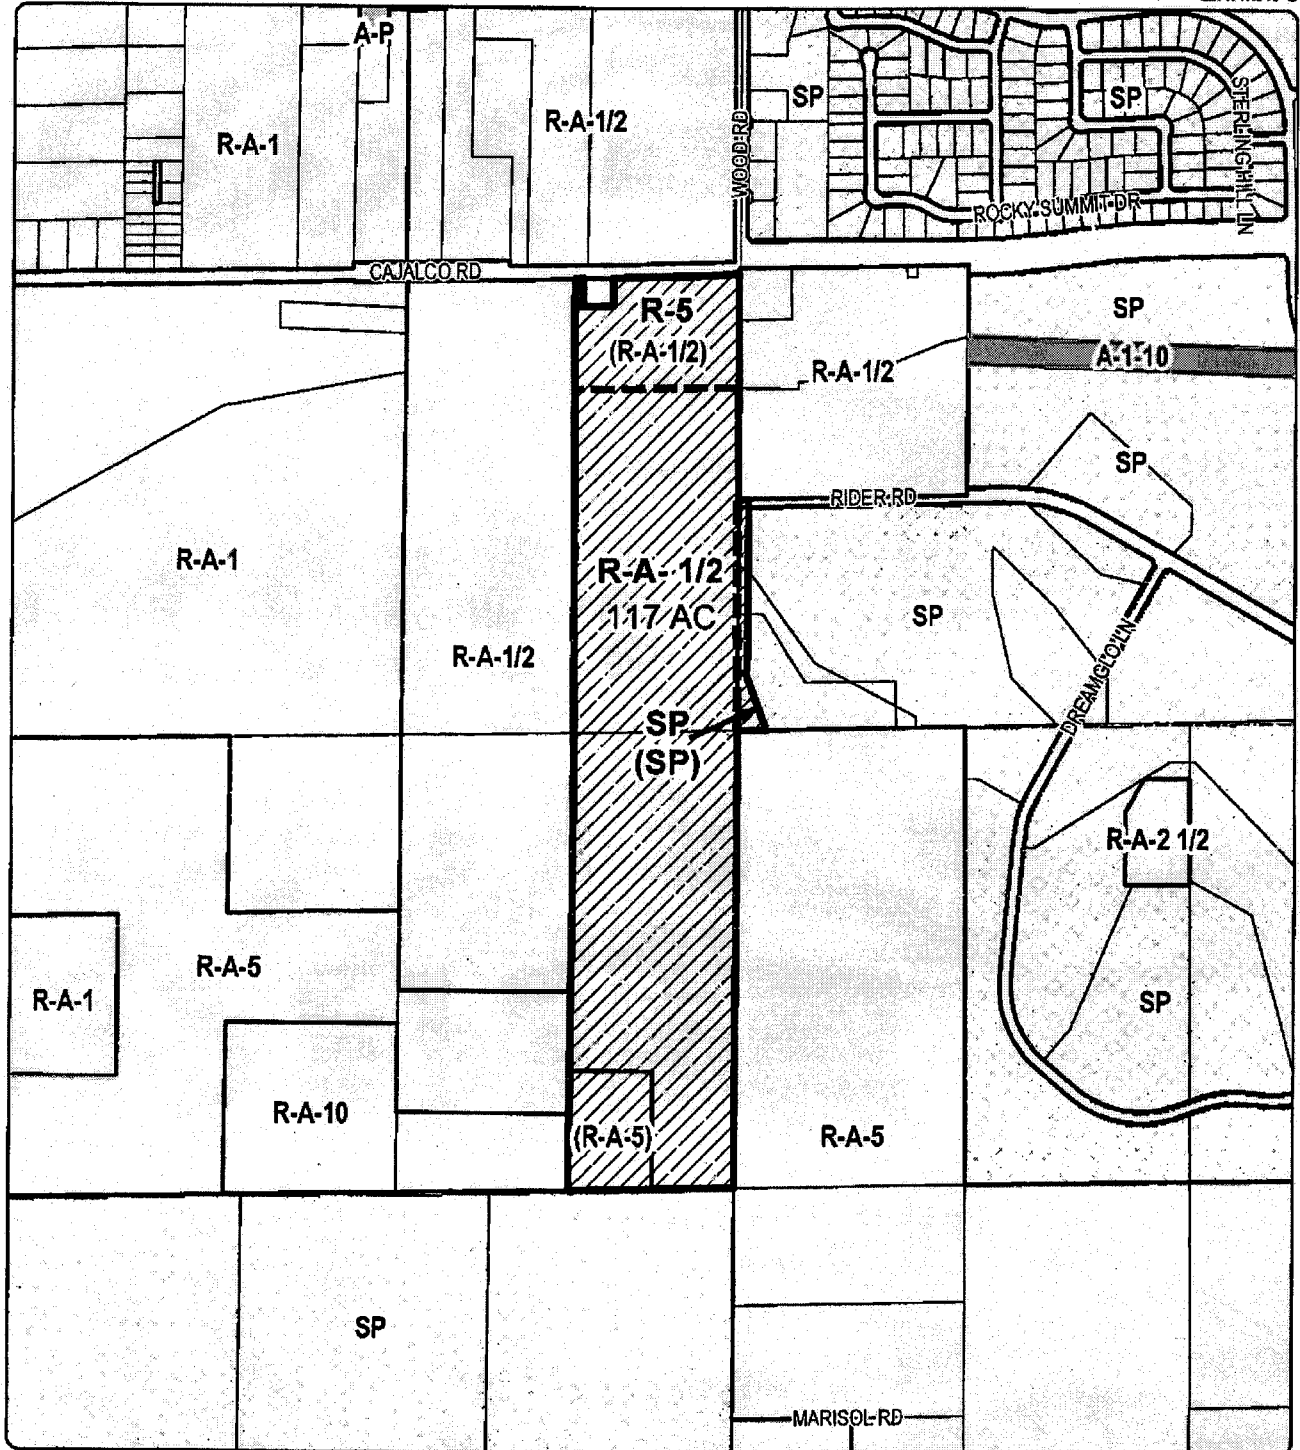 A-P
R-A-1
R-A-1/2
WOOD RD
SP
SP
STERLING HILL LN
ROCKY SUMMIT DR
CAJALCO RD
R-5
(R-A-1/2)
SP
A-1-10
R-A-1/2
SP
RIDER RD
R-A-1
R-A- 1/2
117 AC
SP
R-A-1/2
DREAMGLO LN
SP
(SP)
R-A-2 1/2
R-A-5
R-A-1
SP
R-A-10
(R-A-5)
R-A-5
SP
MARISOL RD